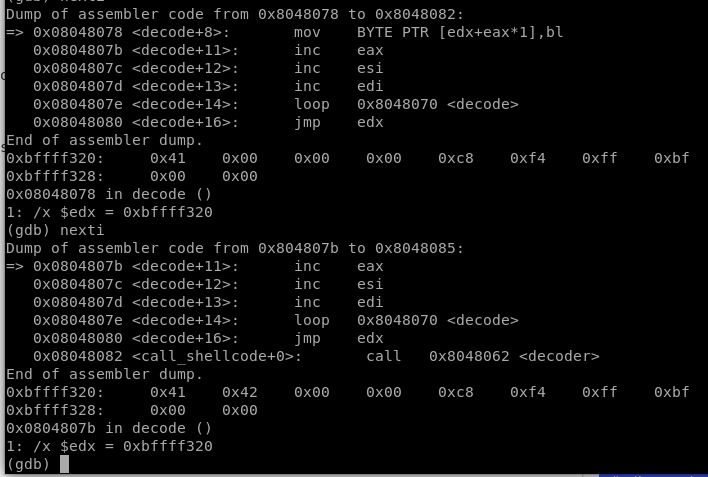 Dump of assembler code from 0x8048078 to 0x8048082:
=> 0x08048078 <decode+8>:        mov    BYTE PTR [edx+eax*1],bl
   0x0804807b <decode+11>:       inc    eax
   0x0804807c <decode+12>:       inc    esi
   0x0804807d <decode+13>:       inc    edi
   0x0804807e <decode+14>:       loop   0x8048070 <decode>
   0x08048080 <decode+16>:       jmp    edx
End of assembler dump.
0xbffff320:     0x41    0x00    0x00    0x00    0xc8    0xf4    0xff    0xbf
0xbffff328:     0x00    0x00
0x08048078 in decode ()
1: /x $edx = 0xbffff320
(gdb) nexti
Dump of assembler code from 0x804807b to 0x8048085:
=> 0x0804807b <decode+11>:       inc    eax
   0x0804807c <decode+12>:       inc    esi
   0x0804807d <decode+13>:       inc    edi
   0x0804807e <decode+14>:       loop   0x8048070 <decode>
   0x08048080 <decode+16>:       jmp    edx
   0x08048082 <call_shellcode+0>:        call   0x8048062 <decoder>
End of assembler dump.
0xbffff320:     0x41    0x42    0x00    0x00    0xc8    0xf4    0xff    0xbf
0xbffff328:     0x00    0x00
0x0804807b in decode ()
1: /x $edx = 0xbffff320
(gdb)